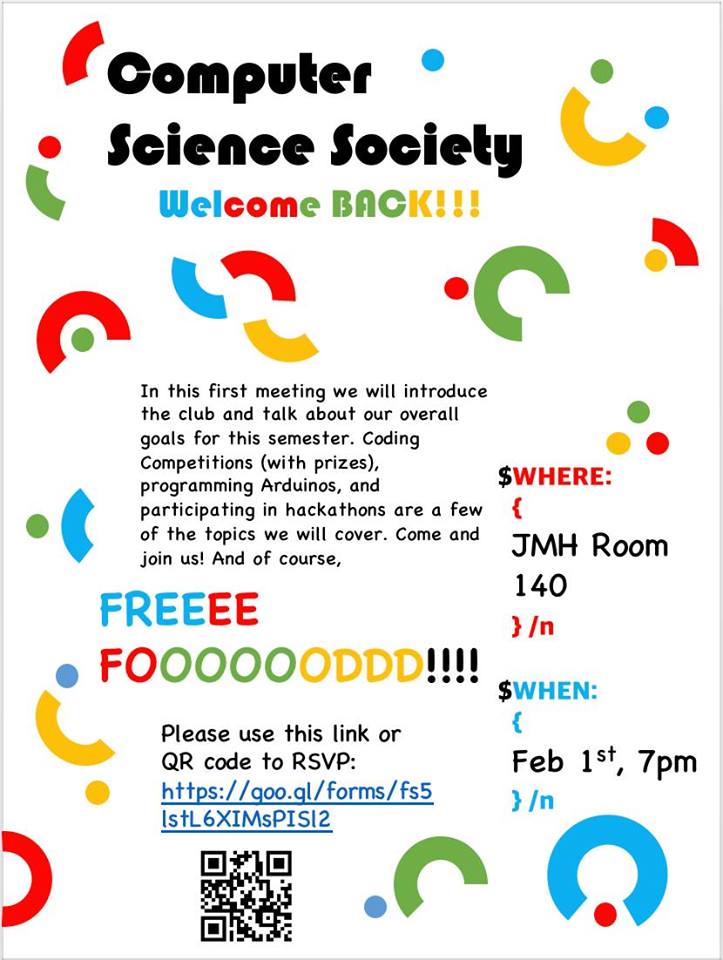 Computer
Science Society
Welcome BACK!!!
In this first meeting we will introduce
the club and talk about our overall
goals for this semester. Coding
Competitions (with prizes),
programming Arduinos, and
participating in hackathons are a few
of the topics we will cover. Come and
join us! And of course,
FREEEE
FOOOOOODDD!!!!
$WHERE:
{
JMH Room
140
} /n
$WHEN:
{
Feb 1st, 7pm
} /n
Please use this link or
QR code to RSVP:
https://goo.gl/forms/fs5
lstL6XIMsPISl2